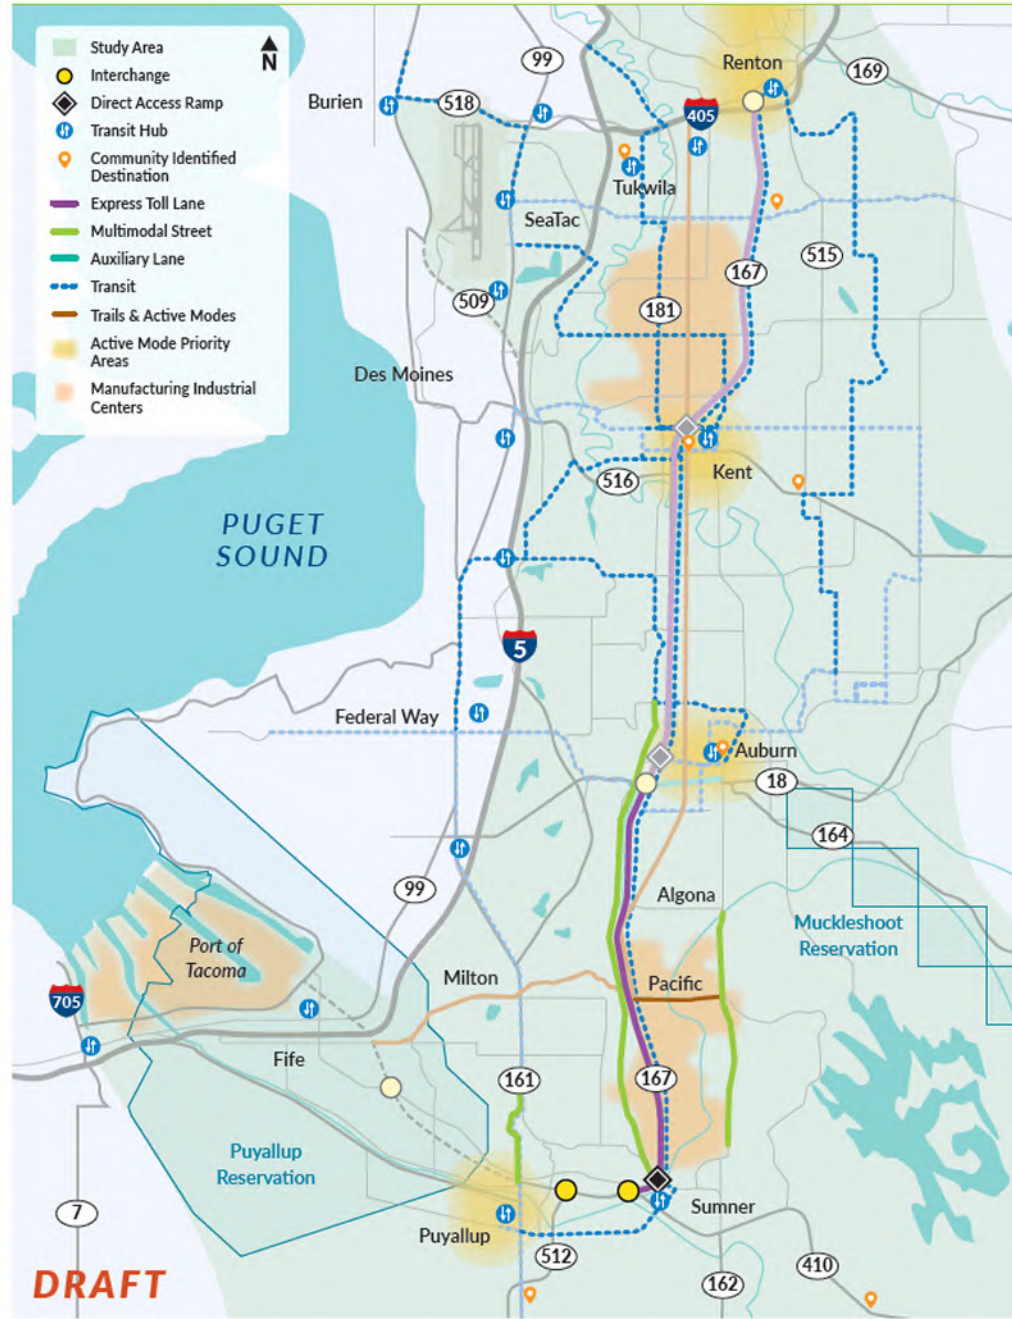 Study Area
Interchange
Direct Access Ramp
Transit Hub
Community Identified
Destination
Express Toll Lane
Multimodal Street
Auxiliary Lane
Transit
Trails & Active Modes
Active Mode Priority
Areas
Manufacturing Industrial
Centers
N
99
Renton
169
Burien
518
405
Tukwila
SeaTac
515
167
509
181
Des Moines
Kent
516
PUGET
SOUND
5
Federal Way
Auburn
18
164
99
Algona
Muckleshoot
Reservation
Port of
Tacoma
Milton
Pacific
705
Fife
161
167
Puyallup
Reservation
7
Sumner
Puyallup
512
410
162
DRAFT